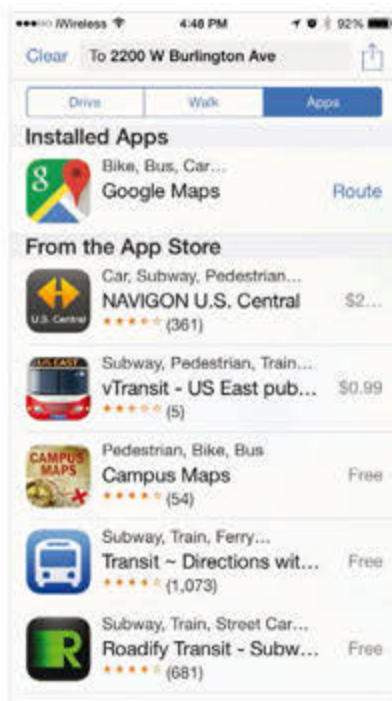 iWireless 4:48 PM 92%
Clear To 2200 W Burlington Ave
Drive Walk Apps
Installed Apps
8
Bike, Bus, Car...
Google Maps Route
From the App Store
Car, Subway, Pedestrian...
NAVIGON U.S. Central $2...
U.S. Central
(361)
US EAST
Subway, Pedestrian, Train...
vTransit - US East pub... $0.99
(5)
CAMPUS
MAPS
Pedestrian, Bike, Bus
Campus Maps Free
(54)
Subway, Train, Ferry...
Transit ~ Directions wit... Free
(1,073)
R
Subway, Train, Street Car...
Roadify Transit - Subw... Free
(681)